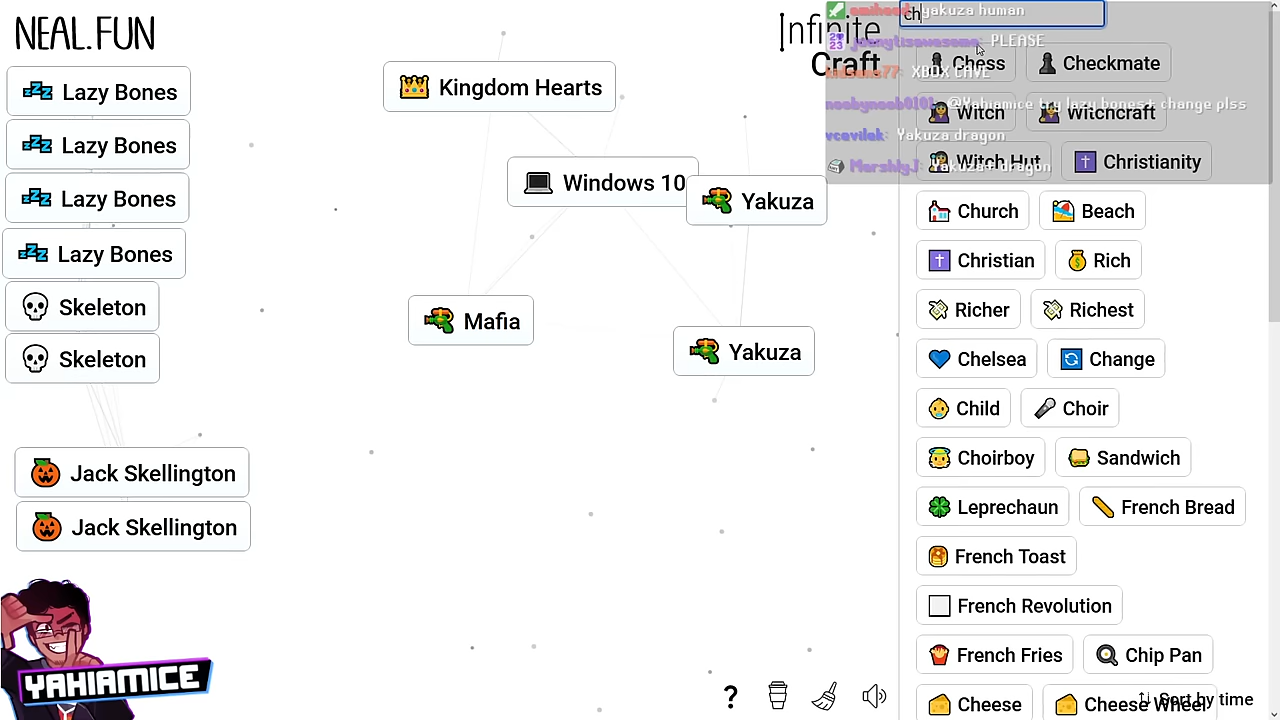 NEAL.FUN
Infinite
Craft
Lazy Bones
Lazy Bones
Lazy Bones
Lazy Bones
Skeleton
Skeleton
Jack Skellington
Jack Skellington
Kingdom Hearts
Windows 10
Yakuza
Mafia
Yakuza
YAHIAMICE
ch
yakuza human
PLEASE
XBOX CAVE
@Yahiamice try lazy bones+ change plss
vcavilak: Yakuza dragon
MarshlyJ: Yakuza+ dragon
Chess Checkmate
Witch Witchcraft
Witch Hut Christianity
Church Beach
Christian Rich
Richer Richest
Chelsea Change
Child Choir
Choirboy Sandwich
Leprechaun French Bread
French Toast
French Revolution
French Fries Chip Pan
Cheese Cheese Wheel
Sort by time
?